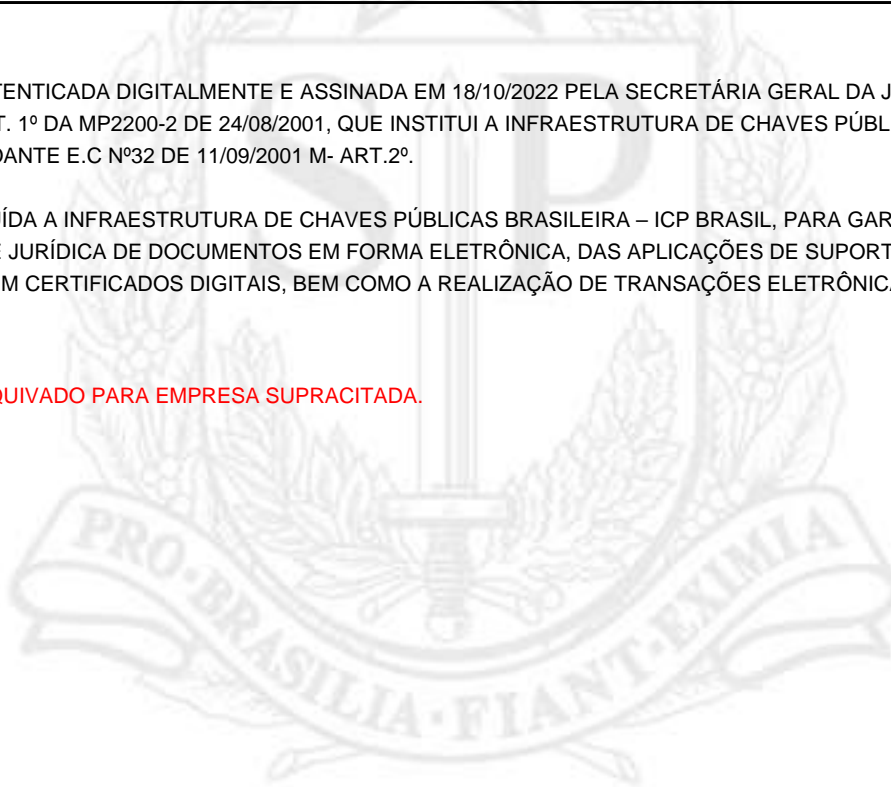 TENTICADA DIGITALMENTE E ASSINADA EM 18/10/2022 PELA SECRETÁRIA GERAL DA J
T. 1º DA MP2200-2 DE 24/08/2001, QUE INSTITUI A INFRAESTRUTURA DE CHAVES PÚBL
DANTE E.C Nº32 DE 11/09/2001 M- ART.2º.
UÍDA A INFRAESTRUTURA DE CHAVES PÚBLICAS BRASILEIRA – ICP BRASIL, PARA GAR
E JURÍDICA DE DOCUMENTOS EM FORMA ELETRÔNICA, DAS APLICAÇÕES DE SUPORT
M CERTIFICADOS DIGITAIS, BEM COMO A REALIZAÇÃO DE TRANSAÇÕES ELETRÔNICA
QUIVADO PARA EMPRESA SUPRACITADA.
SP
PRO·BRASILIA·FIANT·EXIMIA